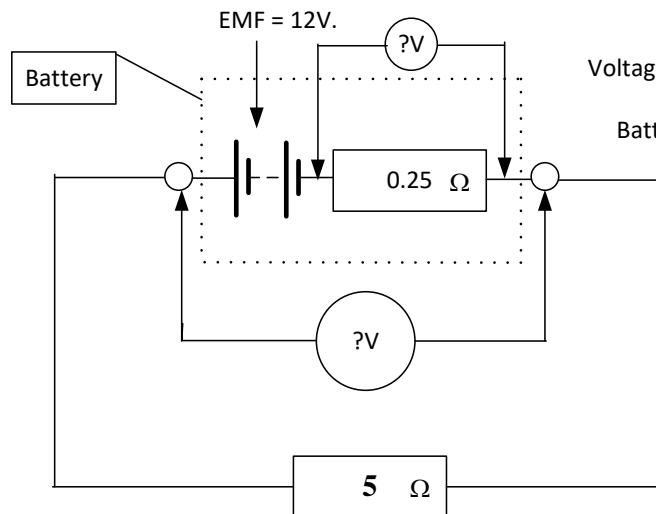 EMF = 12V.
?V
Battery
Voltag
Batt
0.25 Ω
?V
5 Ω